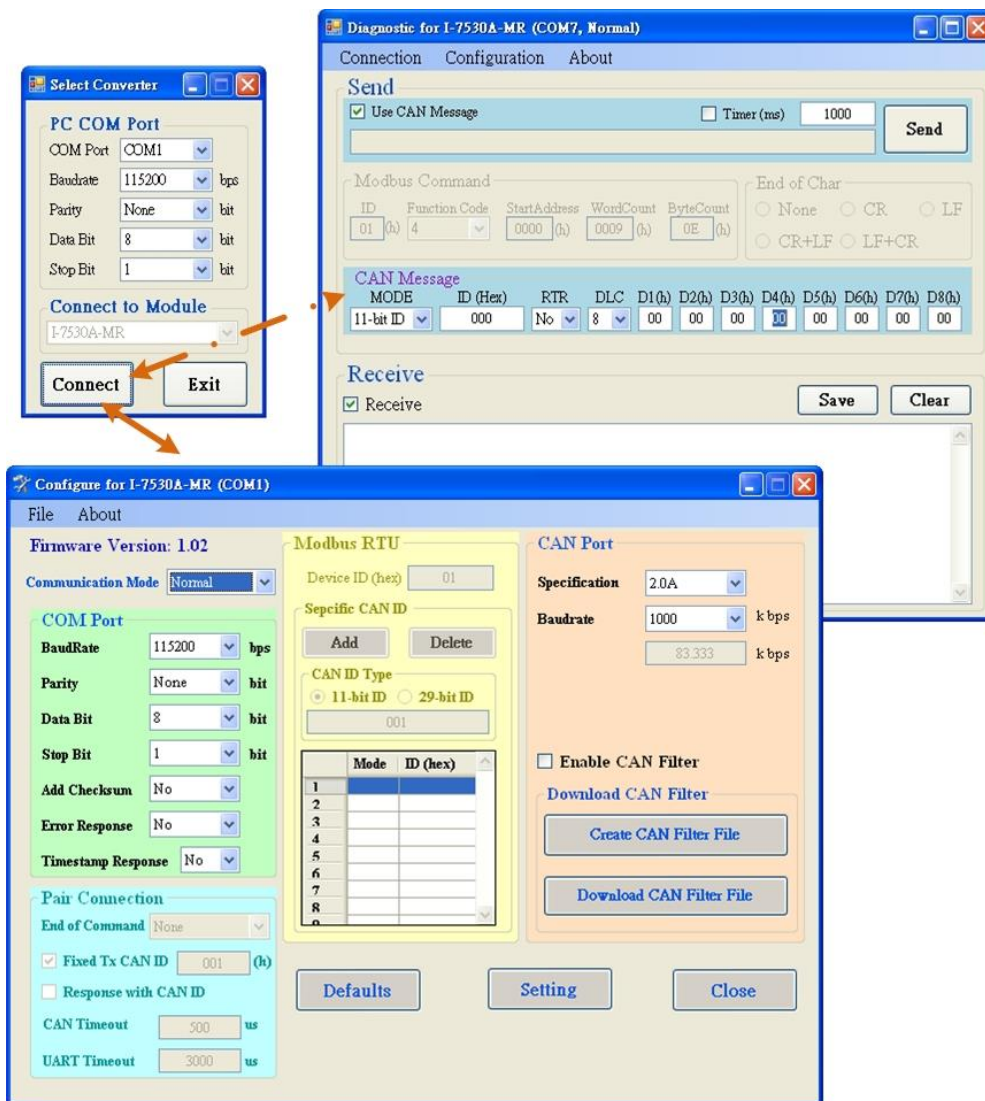 Diagnostic for I-7530A-MR (COM7, Normal)
Connection Configuration About
Send
Use CAN Message Timer (ms) 1000 Send
Modbus Command End of Char
ID Function Code StartAddress WordCount ByteCount None CR LF
01 (h) 4 0000 (h) 0009 (h) 0E (h) CR+LF LF+CR
CAN Message
MODE ID (Hex) RTR DLC D1(h) D2(h) D3(h) D4(h) D5(h) D6(h) D7(h) D8(h)
11-bit ID 000 No 8 00 00 00 00 00 00 00 00
Receive
Receive Save Clear
Select Converter
PC COM Port
COM Port COM1
Baudrate 115200 bps
Parity None bit
Data Bit 8 bit
Stop Bit 1 bit
Connect to Module
I-7530A-MR
Connect Exit
Configure for I-7530A-MR (COM1)
File About
Firmware Version: 1.02
Communication Mode Normal
COM Port
BaudRate 115200 bps
Parity None bit
Data Bit 8 bit
Stop Bit 1 bit
Add Checksum No
Error Response No
Timestamp Response No
Pair Connection
End of Command None
Fixed Tx CAN ID 001 (h)
Response with CAN ID
CAN Timeout 500 us
UART Timeout 3000 us
Modbus RTU
Device ID (hex) 01
Sepcific CAN ID
Add Delete
CAN ID Type
11-bit ID 29-bit ID
001
Mode ID (hex)
1
2
3
4
5
6
7
8
9
CAN Port
Specification 2.0A
Baudrate 1000 k bps
83.333 k bps
Enable CAN Filter
Download CAN Filter
Create CAN Filter File
Download CAN Filter File
Defaults Setting Close